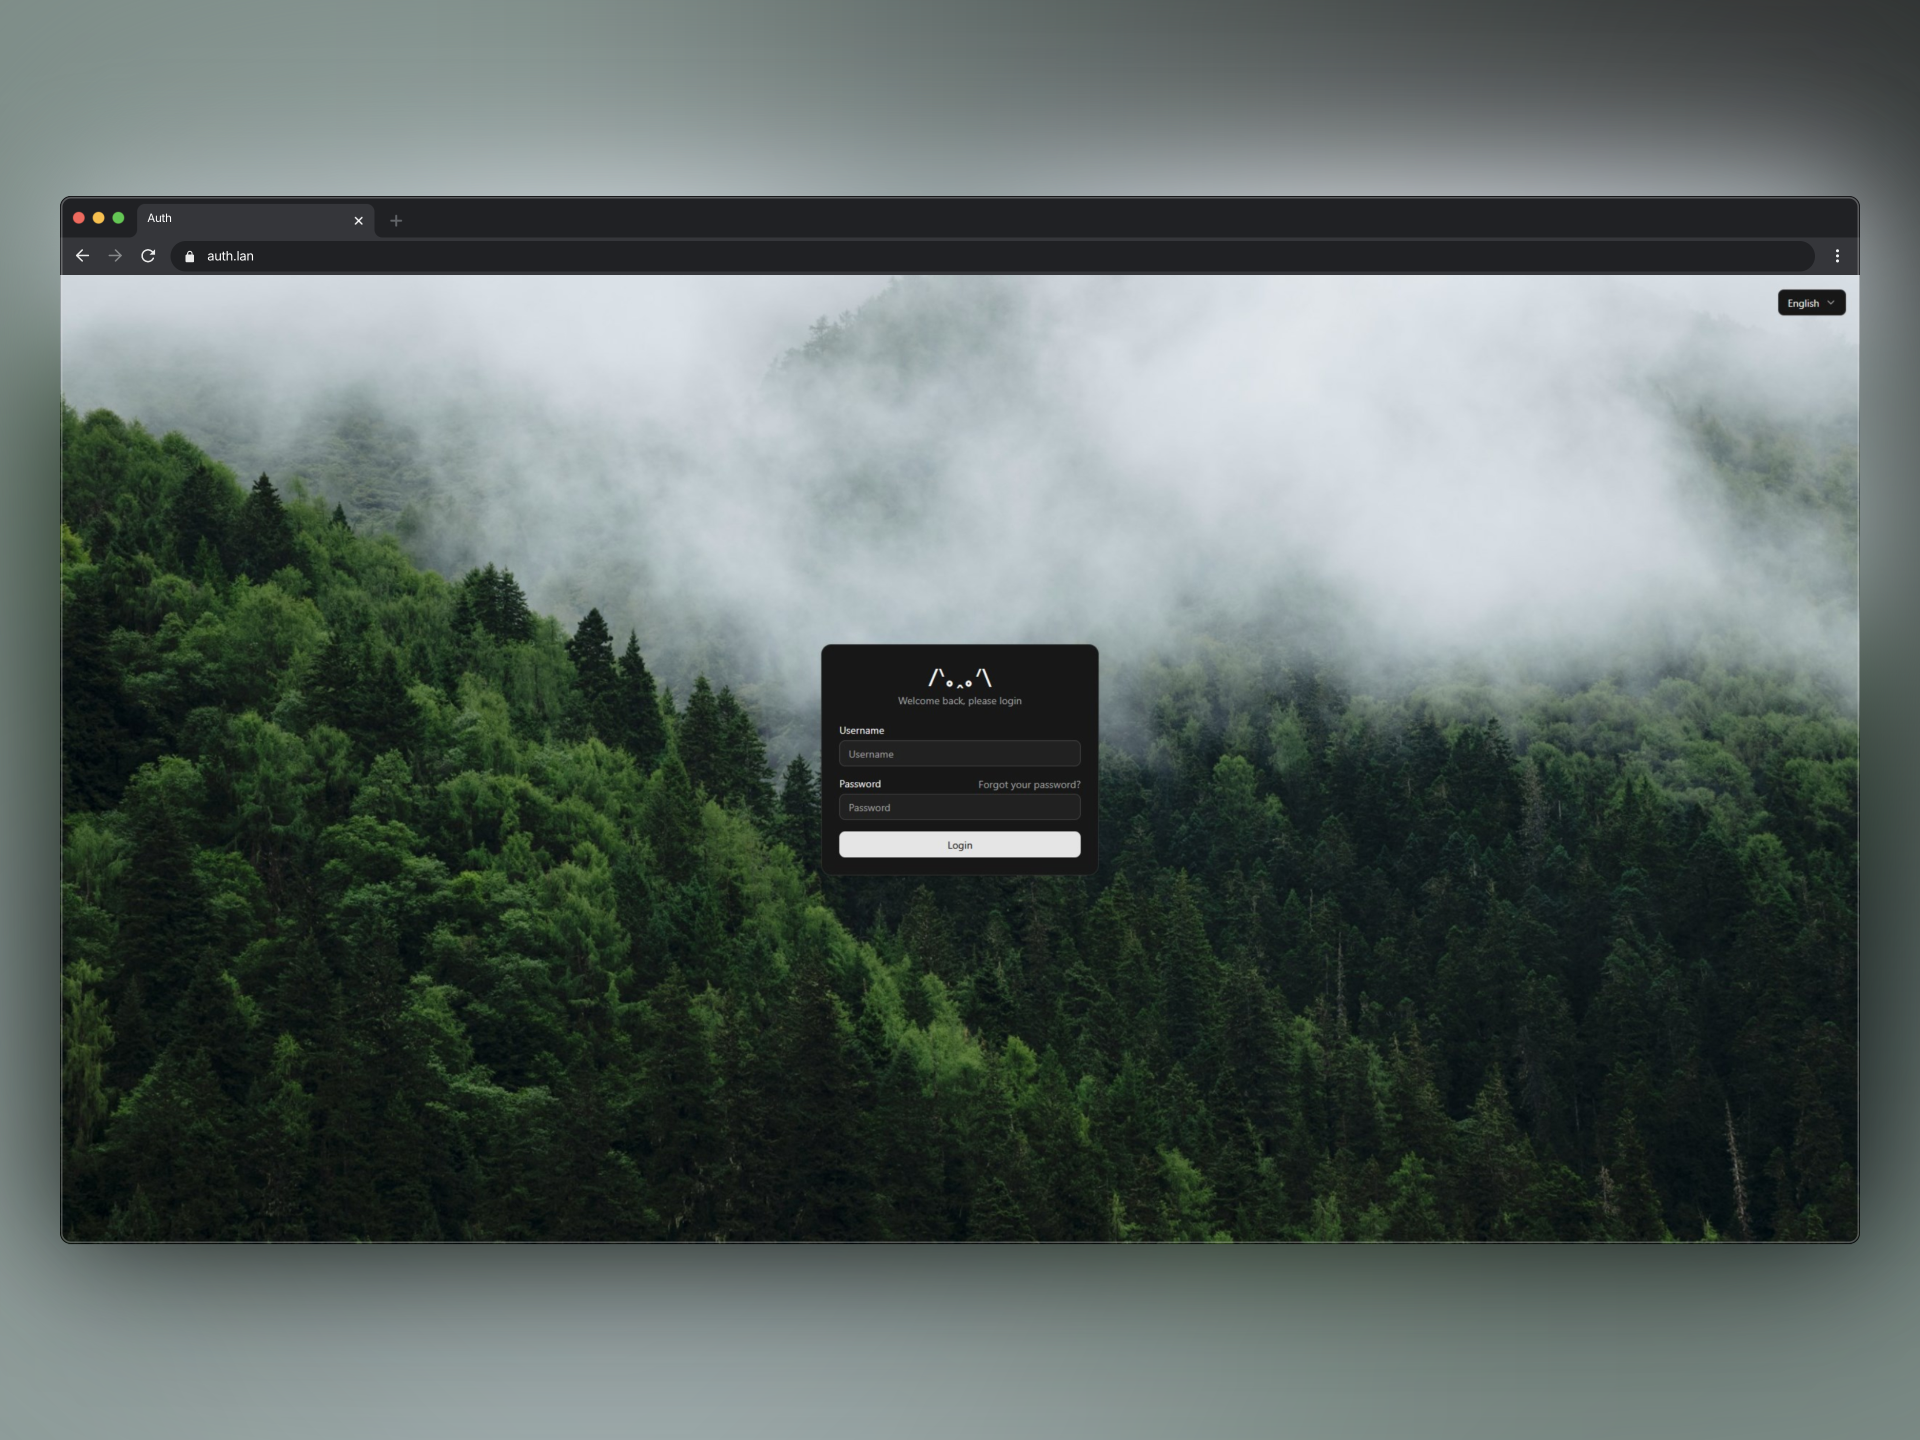 Auth
auth.lan
English
/ᐠ｡‸｡ᐟ\
Welcome back, please login
Username
Username
Password Forgot your password?
Password
Login